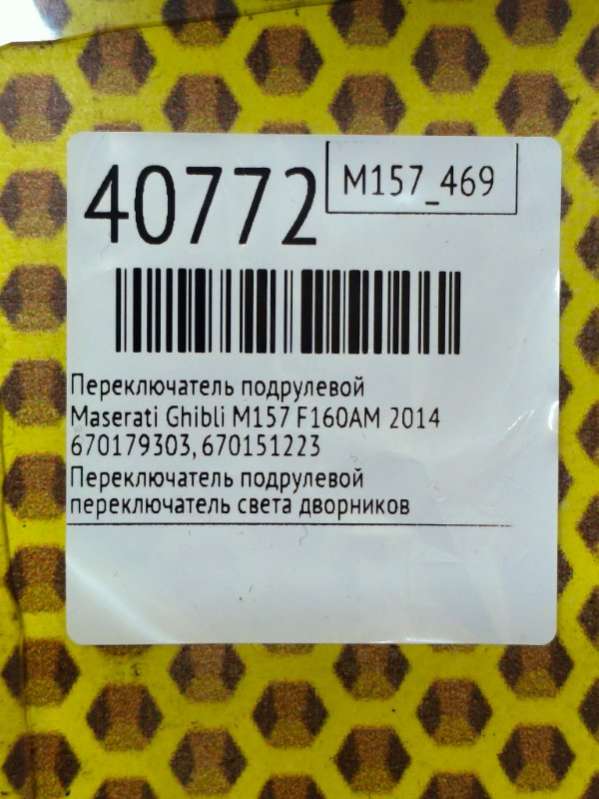 40772
M157_469
Переключатель подрулевой
Maserati Ghibli M157 F160AM 2014
670179303, 670151223
Переключатель подрулевой
переключатель света дворников